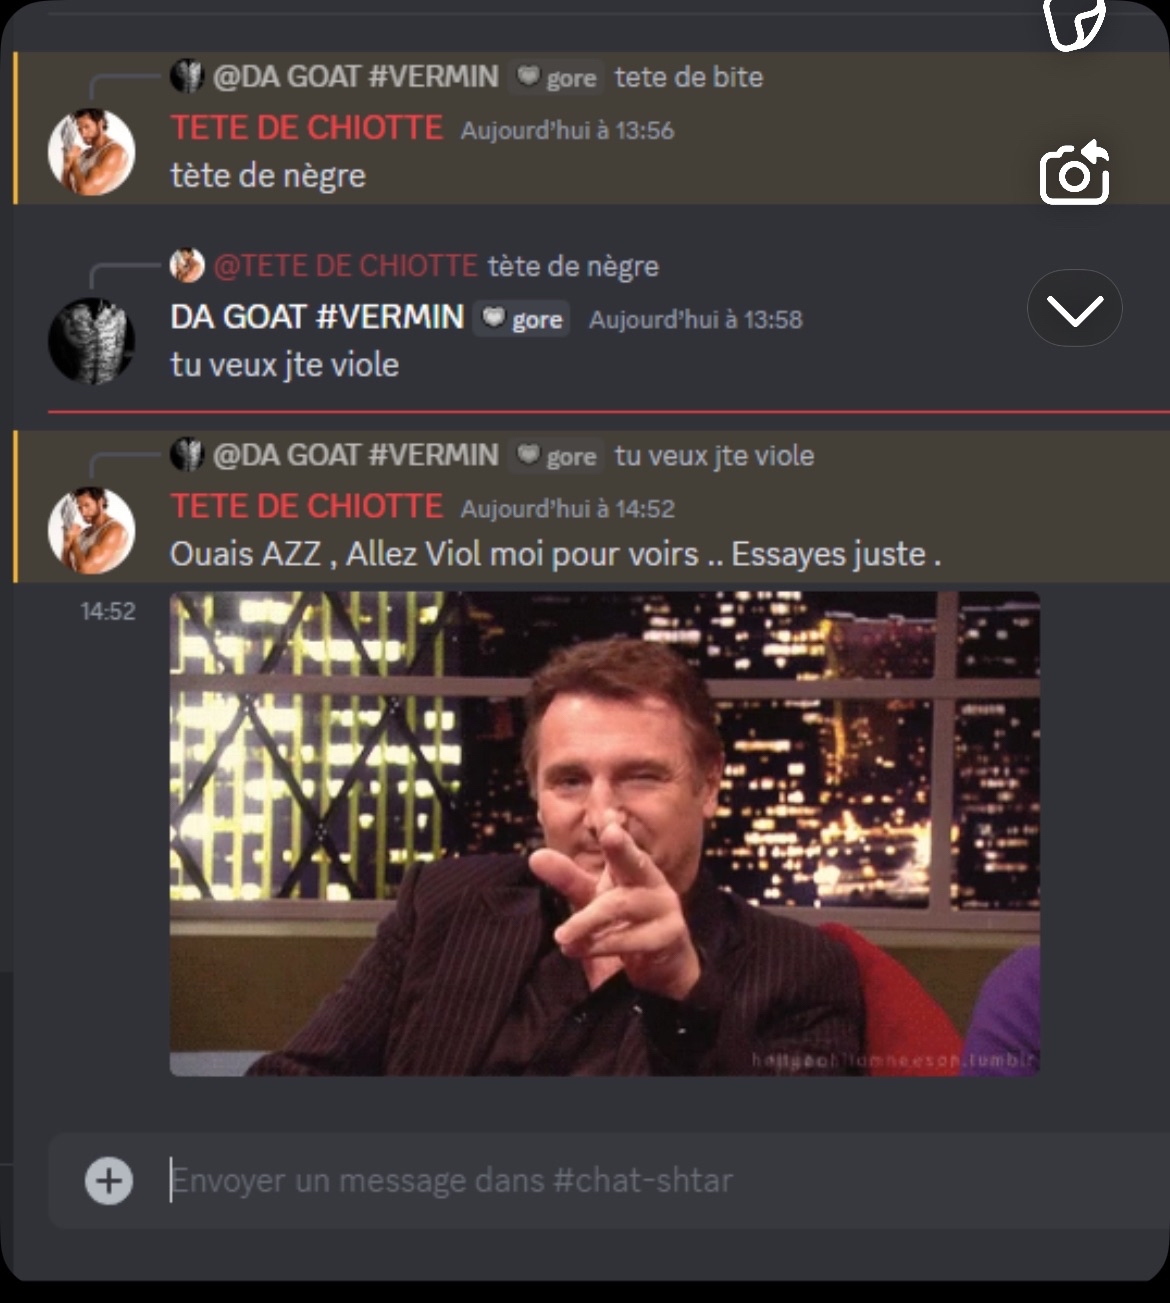 @DA GOAT #VERMIN gore tete de bite
TETE DE CHIOTTE Aujourd'hui à 13:56
tète de nègre
@TETE DE CHIOTTE tète de nègre
DA GOAT #VERMIN gore Aujourd'hui à 13:58
tu veux jte viole
@DA GOAT #VERMIN gore tu veux jte viole
TETE DE CHIOTTE Aujourd'hui à 14:52
Ouais AZZ , Allez Viol moi pour voirs .. Essayes juste .
14:52
Envoyer un message dans #chat-shtar